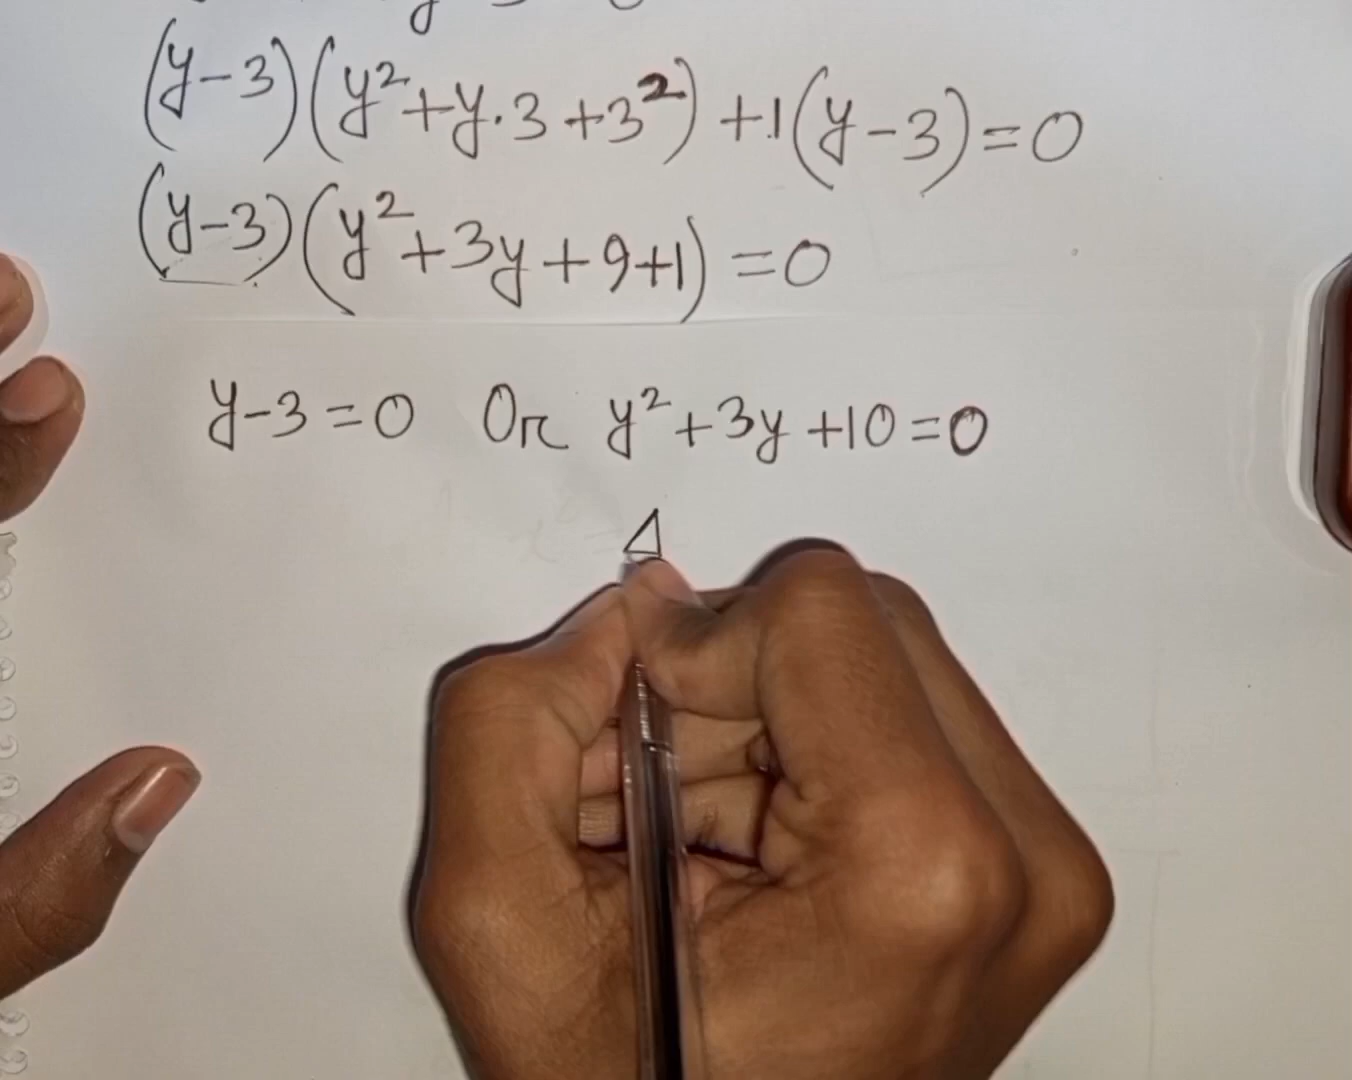 (y-3)(y²+y·3+3²)+1(y-3)=0
(y-3)(y²+3y+9+1)=0
y-3=0 Or y²+3y+10=0
Δ